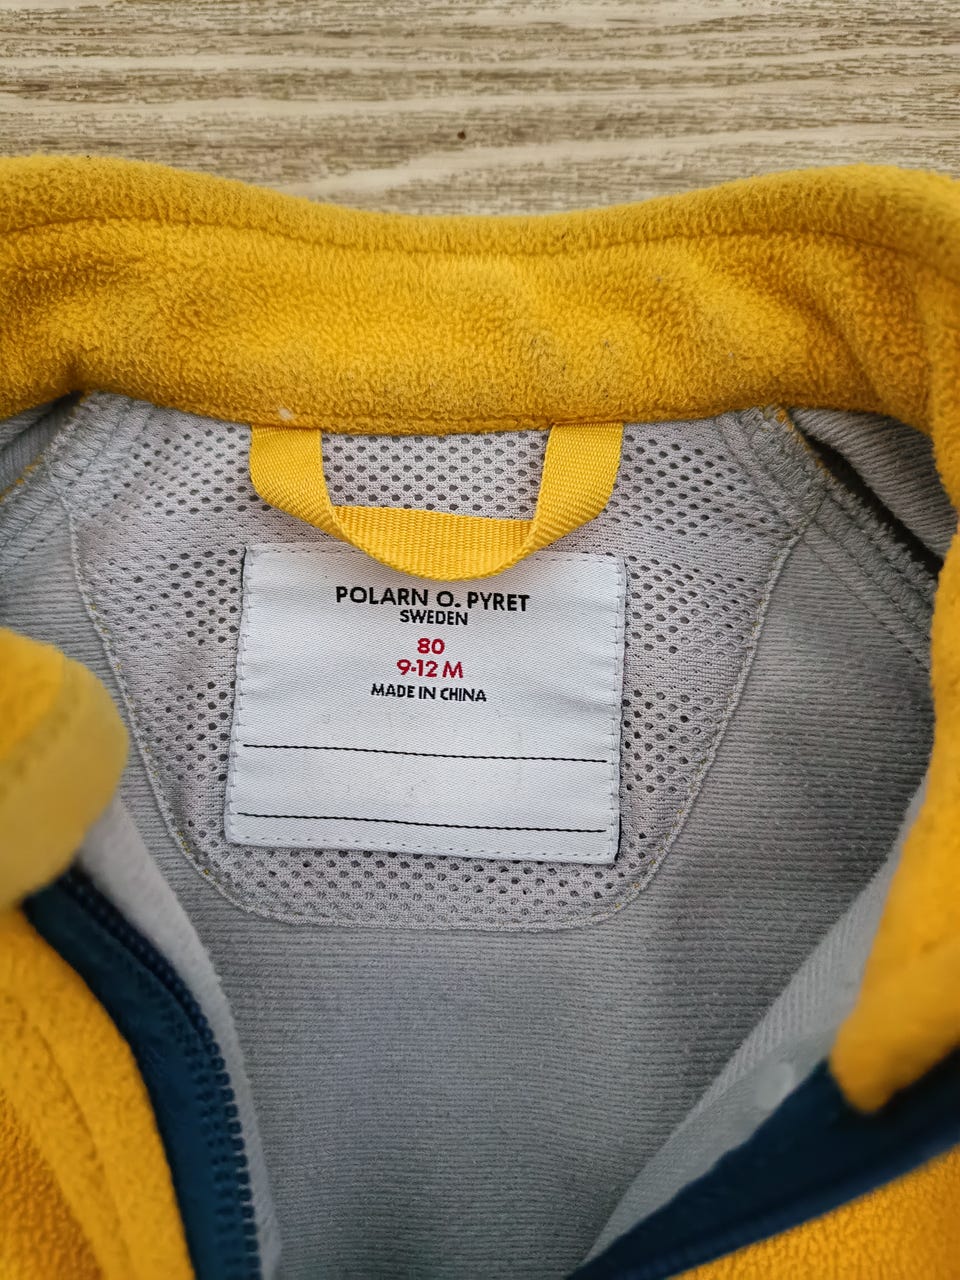 POLARN O. PYRET
SWEDEN
80
9-12 M
MADE IN CHINA